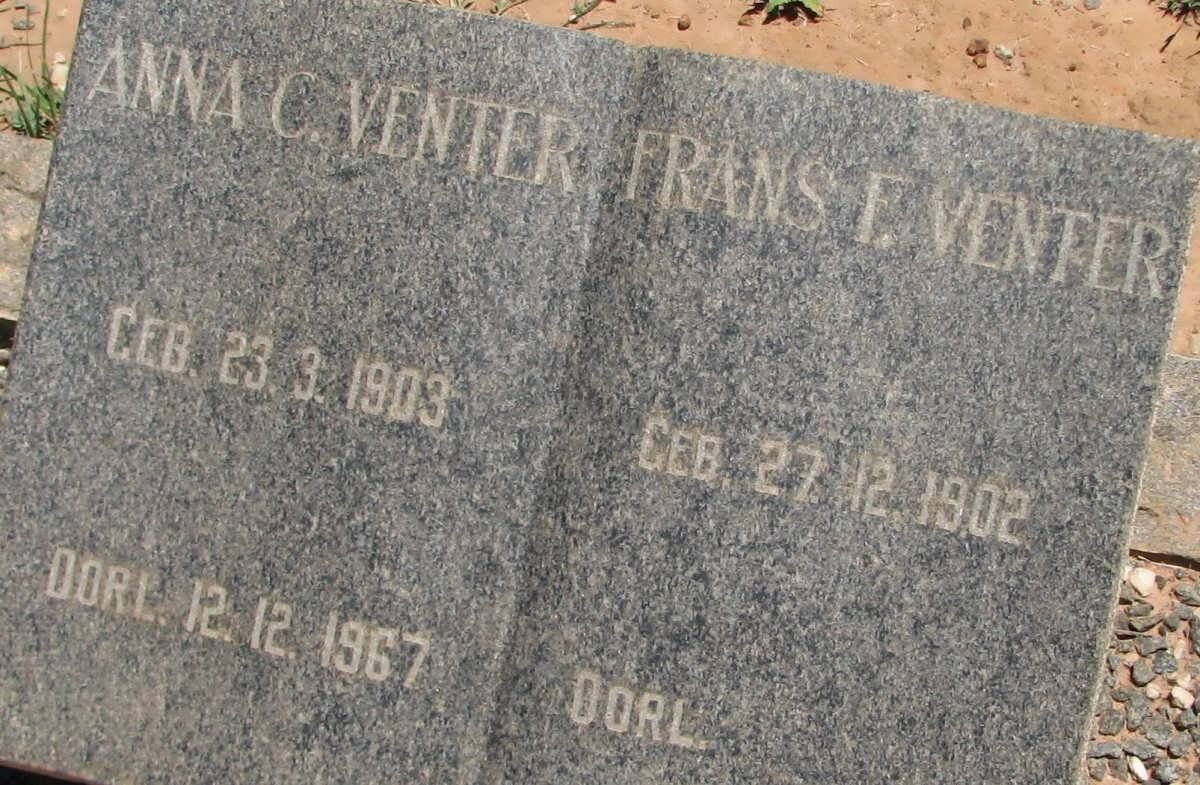 ANNA C. VENTER
GEB. 23. 3. 1903
OORL. 12. 12. 1967
FRANS F. VENTER
GEB. 27. 12. 1902
OORL.